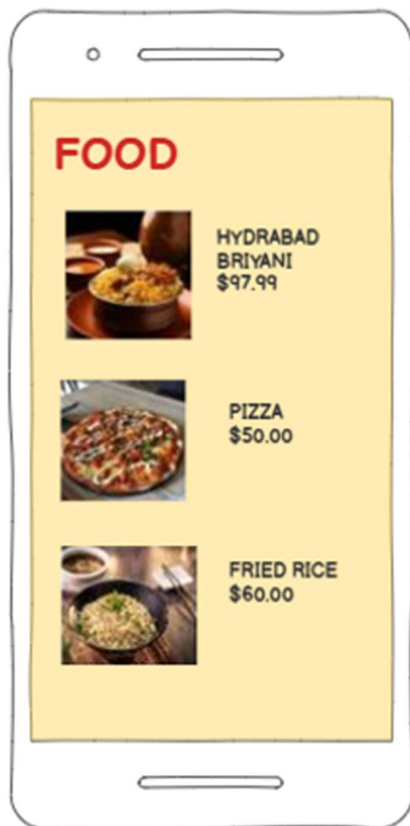 FOOD
HYDRABAD
BRIYANI
$97.99
PIZZA
$50.00
FRIED RICE
$60.00